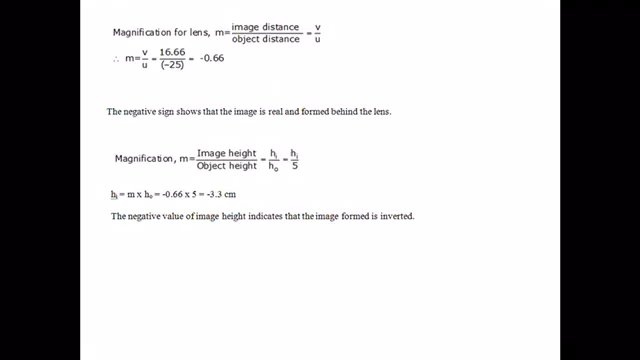 Magnification for lens, m= image distance / object distance = v / u
∴ m= v / u = 16.66 / (−25) = -0.66
The negative sign shows that the image is real and formed behind the lens.
Magnification, m= Image height / Object height = hi / ho = hi / 5
hi = m x ho = -0.66 x 5 = -3.3 cm
The negative value of image height indicates that the image formed is inverted.